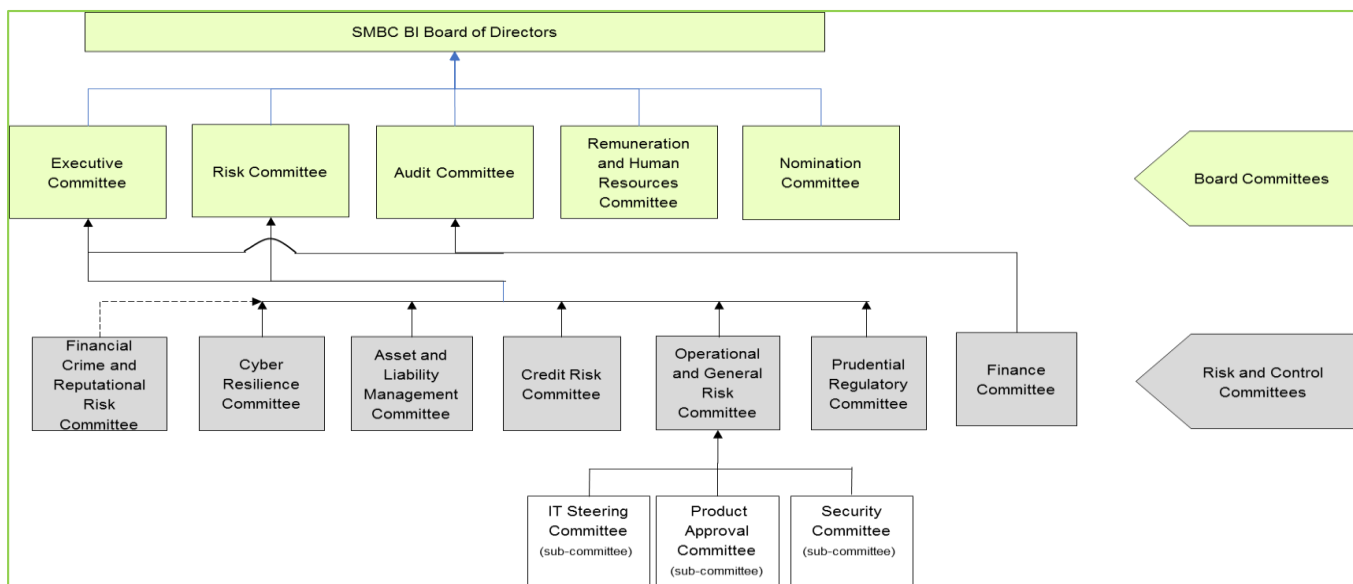 SMBC BI Board of Directors
Executive
Committee
Risk Committee
Audit Committee
Remuneration
and Human
Resources
Committee
Nomination
Committee
Board Committees
Financial
Crime and
Reputational
Risk
Committee
Cyber
Resilience
Committee
Asset and
Liability
Management
Committee
Credit Risk
Committee
Operational
and General
Risk
Committee
Prudential
Regulatory
Committee
Finance
Committee
Risk and Control
Committees
IT Steering
Committee
(sub-committee)
Product
Approval
Committee
(sub-committee)
Security
Committee
(sub-committee)